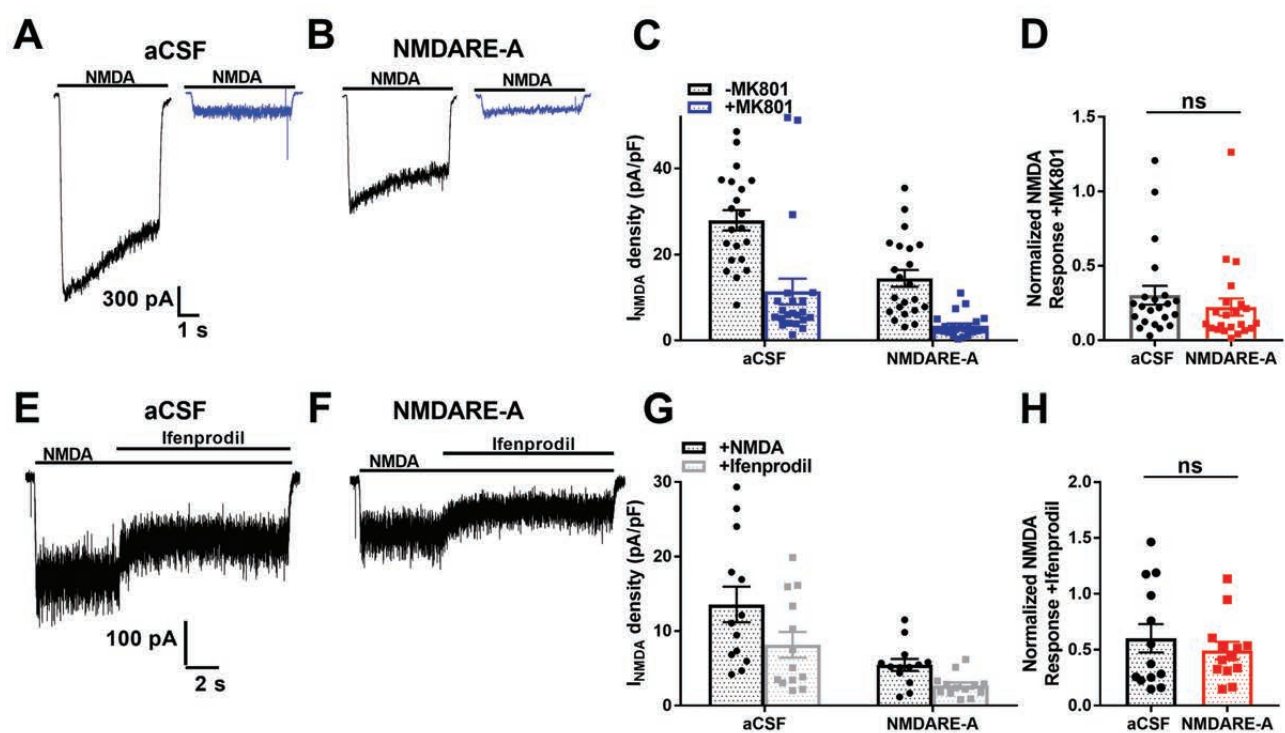 A
aCSF
NMDA
NMDA
300 pA
1 s
B
NMDARE-A
NMDA
NMDA
C
-MK801
+MK801
I_NMDA density (pA/pF)
40
20
0
aCSF
NMDARE-A
D
ns
Normalized NMDA
Response +MK801
1.5
1.0
0.5
0.0
aCSF
NMDARE-A
E
aCSF
Ifenprodil
NMDA
100 pA
2 s
F
NMDARE-A
Ifenprodil
NMDA
G
+NMDA
+Ifenprodil
I_NMDA density (pA/pF)
30
20
10
0
aCSF
NMDARE-A
H
ns
Normalized NMDA
Response +Ifenprodil
2.0
1.5
1.0
0.5
0.0
aCSF
NMDARE-A